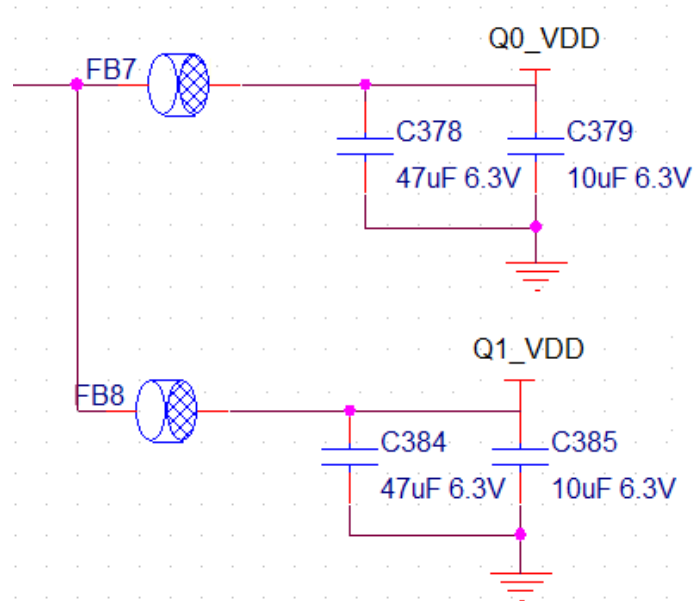 Q0_VDD
FB7
C378
C379
47uF 6.3V
10uF 6.3V
Q1_VDD
FB8
C384
C385
47uF 6.3V
10uF 6.3V